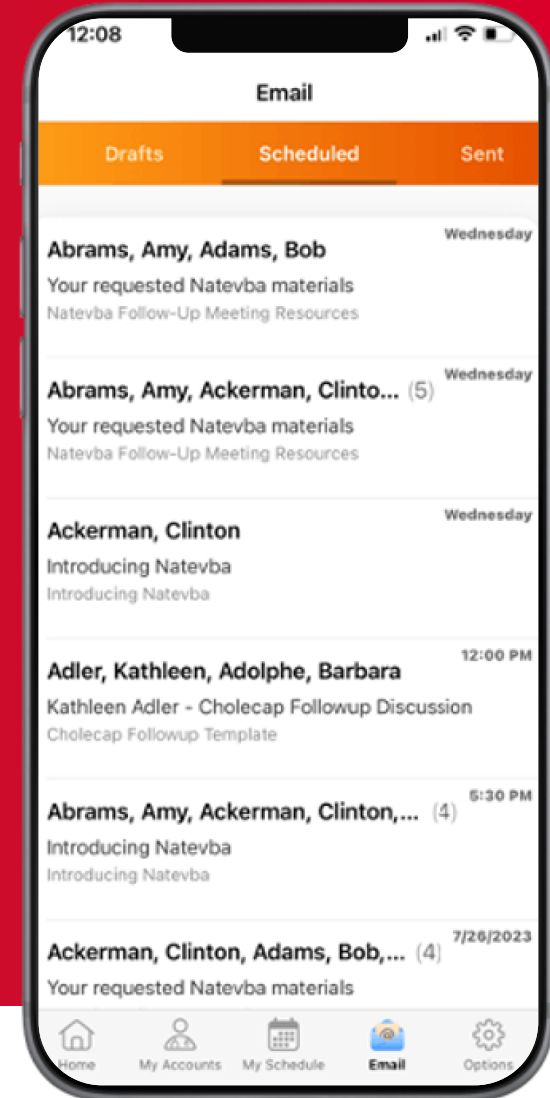 12:08
Email
Drafts Scheduled Sent
Wednesday
Abrams, Amy, Adams, Bob
Your requested Natevba materials
Natevba Follow-Up Meeting Resources
Wednesday
Abrams, Amy, Ackerman, Clinto... (5)
Your requested Natevba materials
Natevba Follow-Up Meeting Resources
Wednesday
Ackerman, Clinton
Introducing Natevba
Introducing Natevba
12:00 PM
Adler, Kathleen, Adolphe, Barbara
Kathleen Adler - Cholecap Followup Discussion
Cholecap Followup Template
5:30 PM
Abrams, Amy, Ackerman, Clinton,... (4)
Introducing Natevba
Introducing Natevba
7/26/2023
Ackerman, Clinton, Adams, Bob,... (4)
Your requested Natevba materials
Home My Accounts My Schedule Email Options